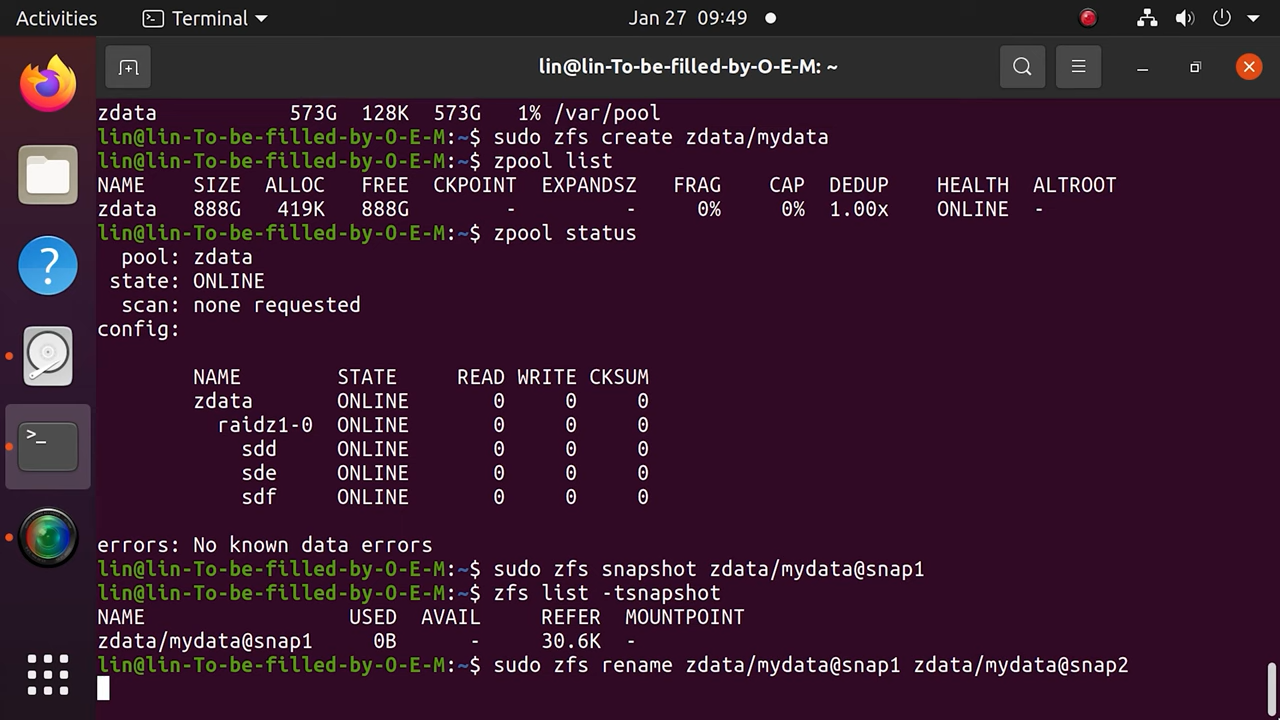 Activities Terminal Jan 27 09:49
lin@lin-To-be-filled-by-O-E-M: ~
zdata 573G 128K 573G 1% /var/pool
lin@lin-To-be-filled-by-O-E-M:~$ sudo zfs create zdata/mydata
lin@lin-To-be-filled-by-O-E-M:~$ zpool list
NAME SIZE ALLOC FREE CKPOINT EXPANDSZ FRAG CAP DEDUP HEALTH ALTROOT
zdata 888G 419K 888G - - 0% 0% 1.00x ONLINE -
lin@lin-To-be-filled-by-O-E-M:~$ zpool status
pool: zdata
state: ONLINE
scan: none requested
config:
NAME STATE READ WRITE CKSUM
zdata ONLINE 0 0 0
raidz1-0 ONLINE 0 0 0
sdd ONLINE 0 0 0
sde ONLINE 0 0 0
sdf ONLINE 0 0 0
errors: No known data errors
lin@lin-To-be-filled-by-O-E-M:~$ sudo zfs snapshot zdata/mydata@snap1
lin@lin-To-be-filled-by-O-E-M:~$ zfs list -tsnapshot
NAME USED AVAIL REFER MOUNTPOINT
zdata/mydata@snap1 0B - 30.6K -
lin@lin-To-be-filled-by-O-E-M:~$ sudo zfs rename zdata/mydata@snap1 zdata/mydata@snap2